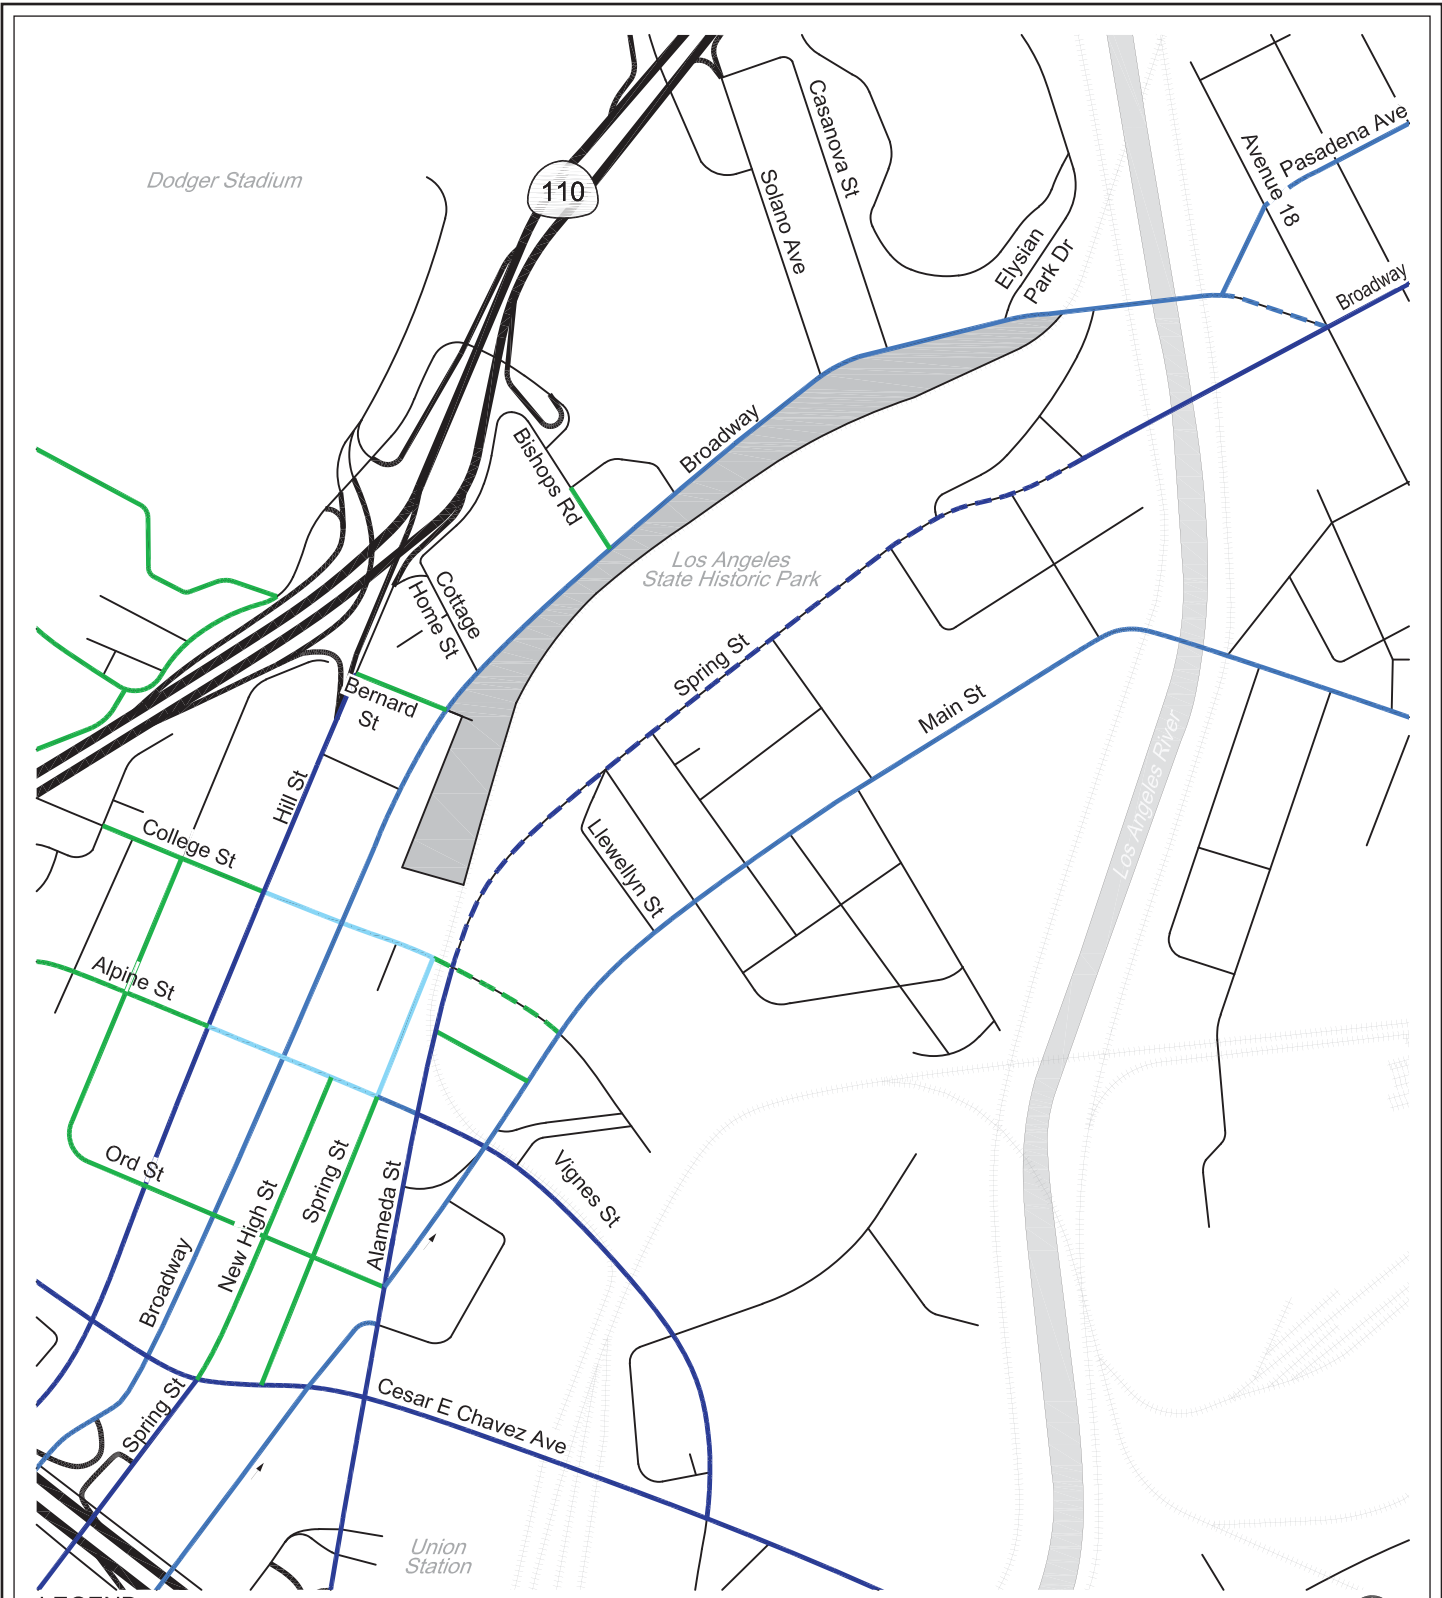 Dodger Stadium
110
Casanova St
Solano Ave
Elysian
Park Dr
Avenue 18
Pasadena Ave
Broadway
Broadway
Bishops Rd
Los Angeles
State Historic Park
Cottage
Home St
Bernard
St
Spring St
Main St
Los Angeles River
Hill St
College St
Llewellyn St
Alpine St
Ord St
New High St
Spring St
Alameda St
Vignes St
Broadway
Spring St
Cesar E Chavez Ave
Union
Station
LEGEND